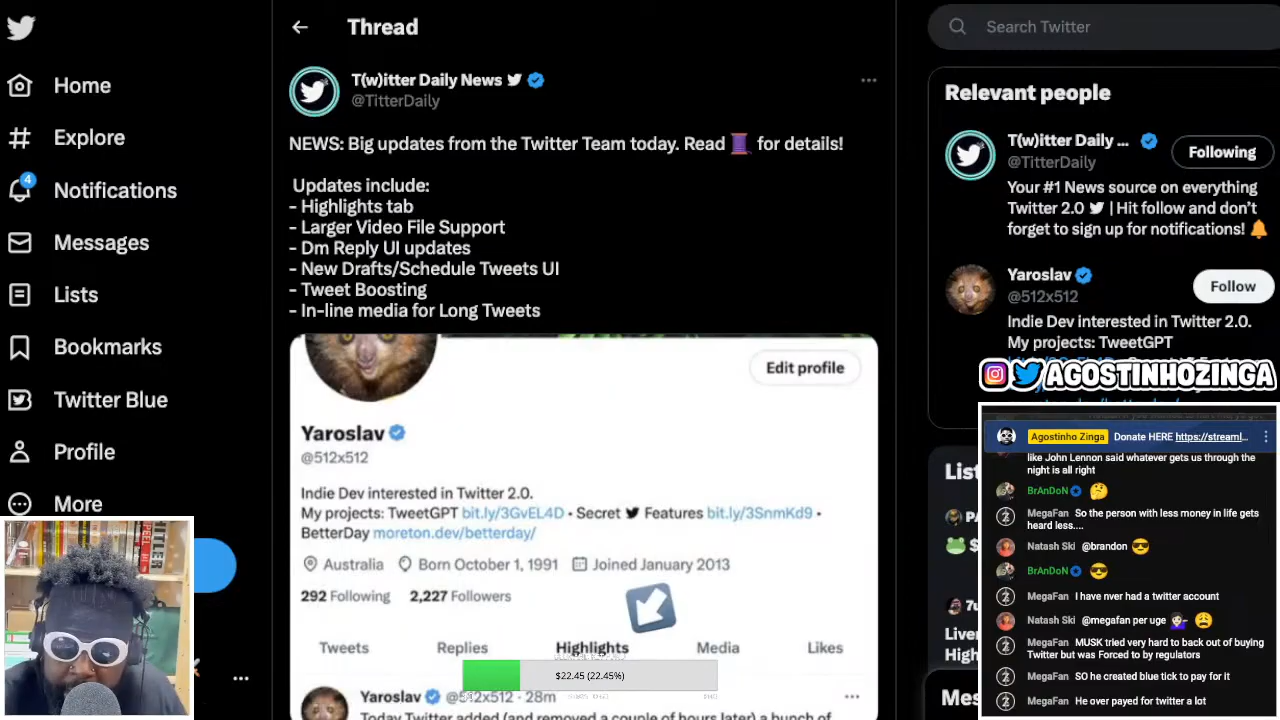 Home
Explore
4
Notifications
Messages
Lists
Bookmarks
Twitter Blue
Profile
More
Thread
T(w)itter Daily News
@TitterDaily
NEWS: Big updates from the Twitter Team today. Read 🧵 for details!
Updates include:
- Highlights tab
- Larger Video File Support
- Dm Reply UI updates
- New Drafts/Schedule Tweets UI
- Tweet Boosting
- In-line media for Long Tweets
Edit profile
Yaroslav
@512x512
Indie Dev interested in Twitter 2.0.
My projects: TweetGPT bit.ly/3GvEL4D • Secret 🐦 Features bit.ly/3SnmKd9 •
BetterDay moreton.dev/betterday/
Australia Born October 1, 1991 Joined January 2013
292 Following 2,227 Followers
Tweets Replies Highlights Media Likes
$22.45 (22.45%)
Yaroslav @512x512 · 28m
Today Twitter added (and removed a couple of hours later) a bunch of
Search Twitter
Relevant people
T(w)itter Daily ...
@TitterDaily
Following
Your #1 News source on everything
Twitter 2.0 🐦 | Hit follow and don't
forget to sign up for notifications! 🔔
Yaroslav
@512x512
Follow
Indie Dev interested in Twitter 2.0.
My projects: TweetGPT
AGOSTINHOZINGA
Agostinho Zinga Donate HERE https://streaml...
like John Lennon said whatever gets us through the
night is all right
BrAnDoN 🤔
MegaFan So the person with less money in life gets
heard less....
Natash Ski @brandon 😎
BrAnDoN 😎
MegaFan I have nver had a twitter account
Natash Ski @megafan per uge 🤦🏻‍♀️ 😩
MegaFan MUSK tried very hard to back out of buying
Twitter but was Forced to by regulators
MegaFan SO he created blue tick to pay for it
MegaFan He over payed for twitter a lot
List
Liver
High
Mes